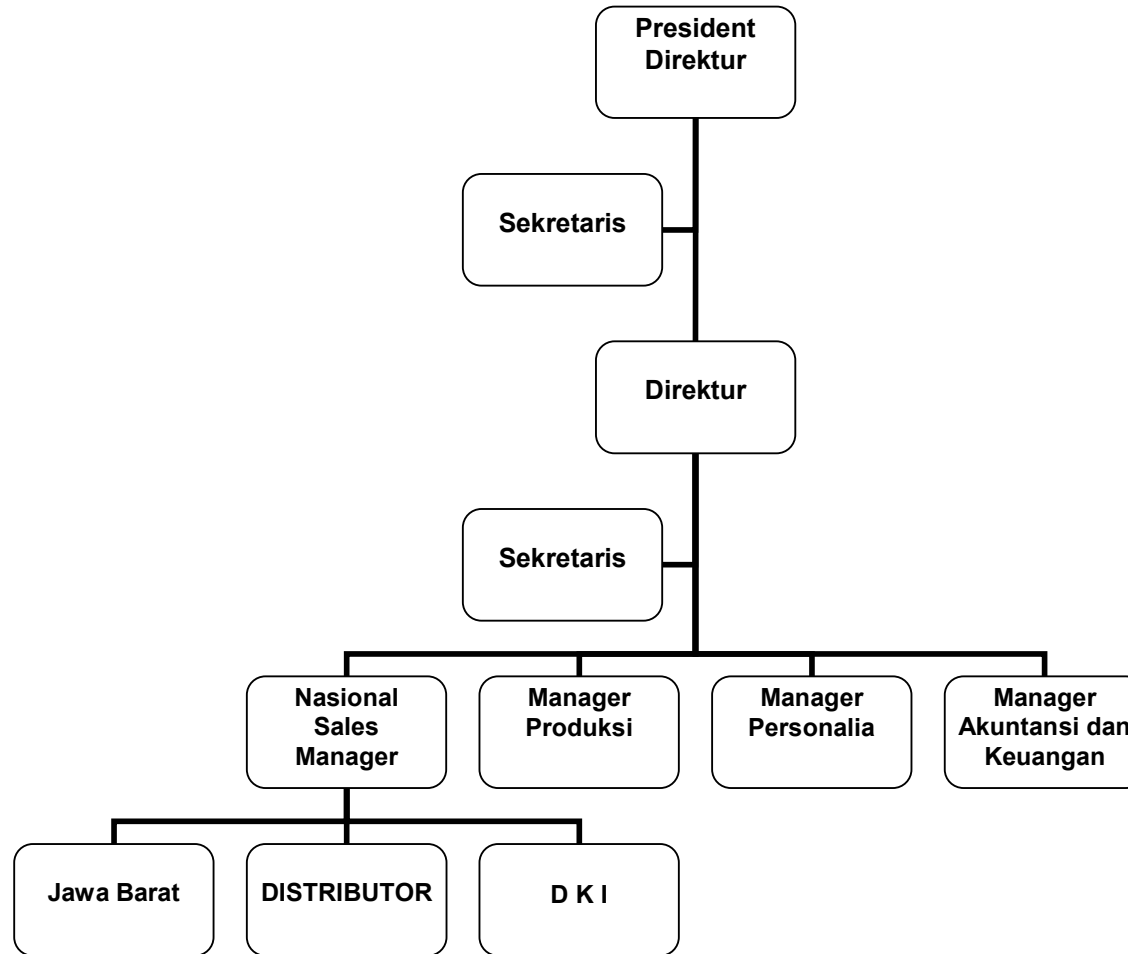 President
Direktur
Sekretaris
Direktur
Sekretaris
Nasional
Sales
Manager
Manager
Produksi
Manager
Personalia
Manager
Akuntansi dan
Keuangan
Jawa Barat
DISTRIBUTOR
D K I